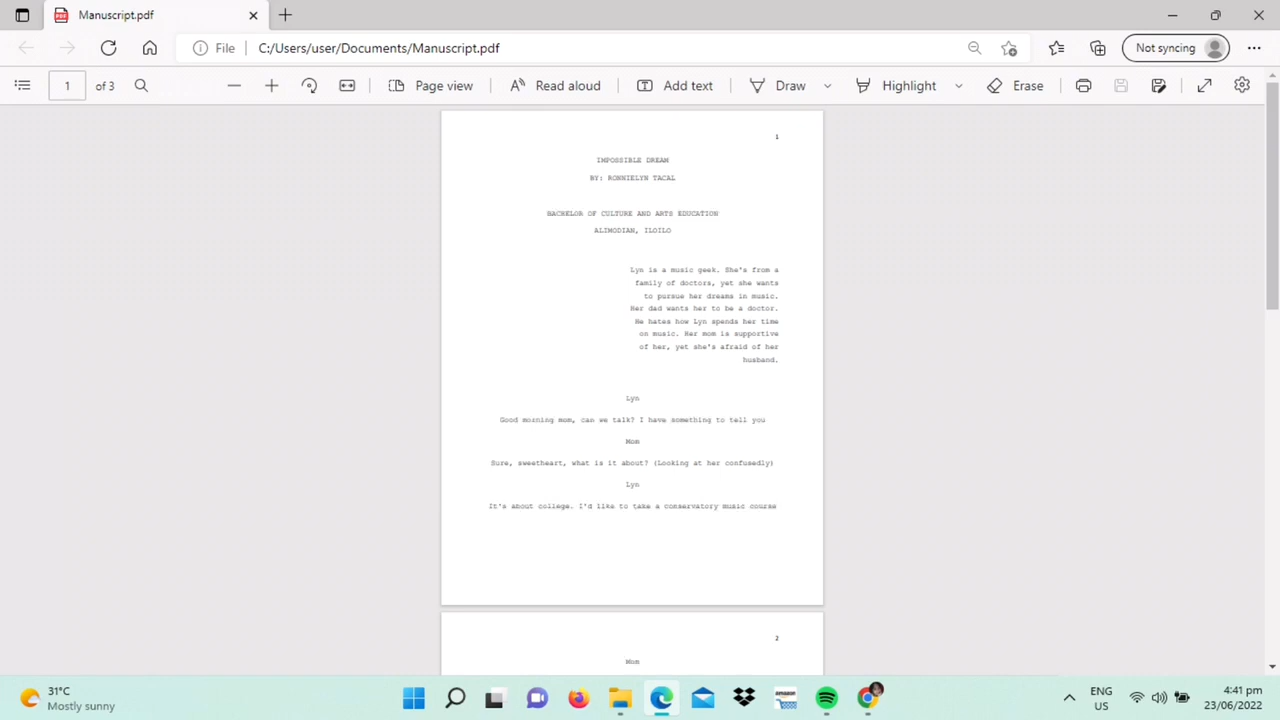 Manuscript.pdf
File
C:/Users/user/Documents/Manuscript.pdf
Not syncing
1
of 3
Page view
Read aloud
Add text
Draw
Highlight
Erase
1
IMPOSSIBLE DREAM
BY: RONNIELYN TACAL
BACHELOR OF CULTURE AND ARTS EDUCATION
ALIMODIAN, ILOILO
Lyn is a music geek. She's from a
family of doctors, yet she wants
to pursue her dreams in music.
Her dad wants her to be a doctor.
He hates how Lyn spends her time
on music. Her mom is supportive
of her, yet she's afraid of her
husband.
Lyn
Good morning mom, can we talk? I have something to tell you
Mom
Sure, sweetheart, what is it about? (Looking at her confusedly)
Lyn
It's about college. I'd like to take a conservatory music course
2
Mom
31°C
Mostly sunny
amazon
ENG
US
4:41 pm
23/06/2022